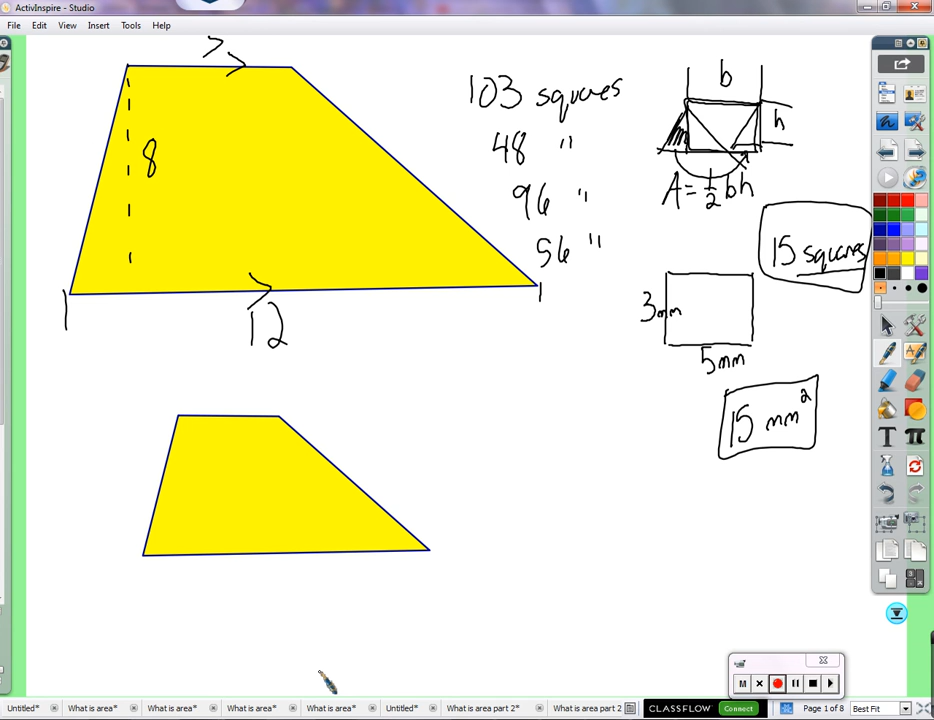 ActivInspire - Studio
File Edit View Insert Tools Help
8
12
103 squares
48 "
96 "
56 "
b
h
A = 1/2 bh
15 squares
3mm
5mm
15 mm²
M
Untitled* What is area* What is area* What is area* What is area* Untitled* What is area part 2* What is area part 2
CLASSFLOW Connect
Page 1 of 8
Best Fit